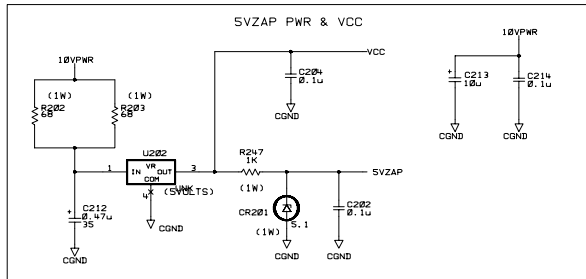 5VZAP PWR & VCC
10VPWR
(1W)
R202
68
(1W)
R203
68
VCC
C204
0.1u
CGND
10VPWR
C213
10u
CGND
C214
0.1u
CGND
U202
1
IN
VR
OUT
COM
3
4
UNK
(5VOLTS)
CGND
C212
0.47u
35
CGND
R247
1K
(1W)
5VZAP
CR201
5.1
(1W)
CGND
C202
0.1u
CGND